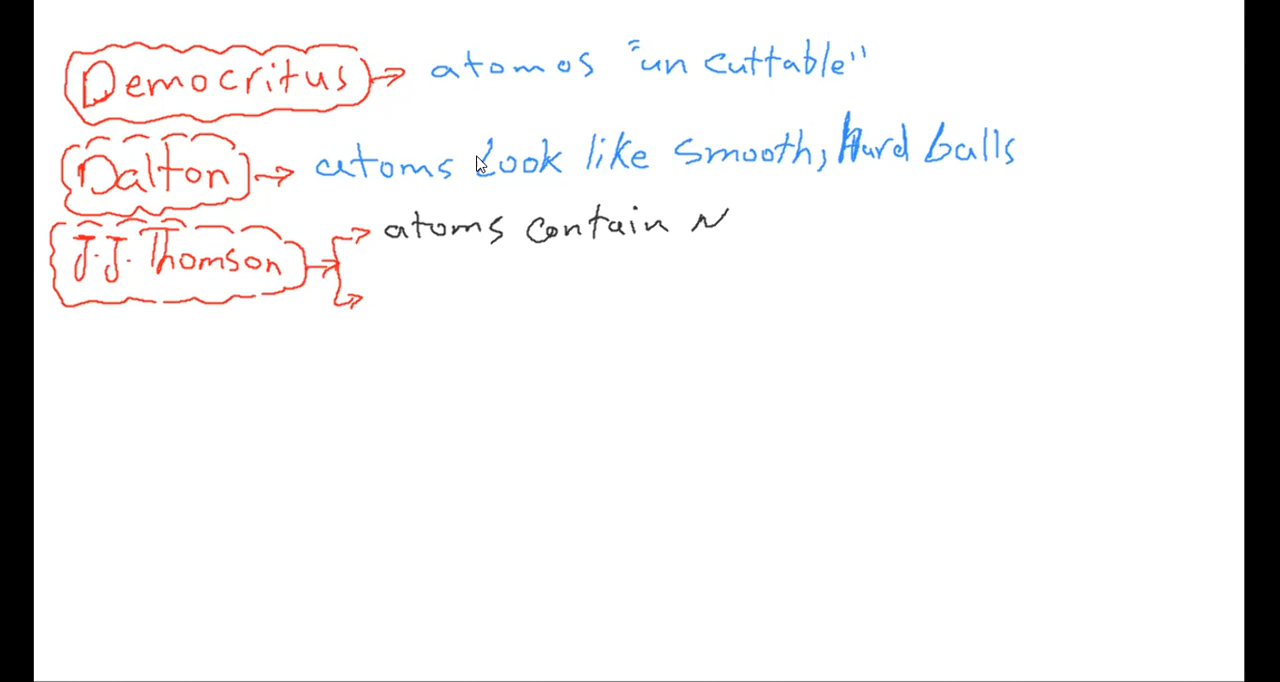 Democritus → atomos "un cuttable"
Dalton → atoms look like smooth, Hard balls
J.J. Thomson → atoms contain N